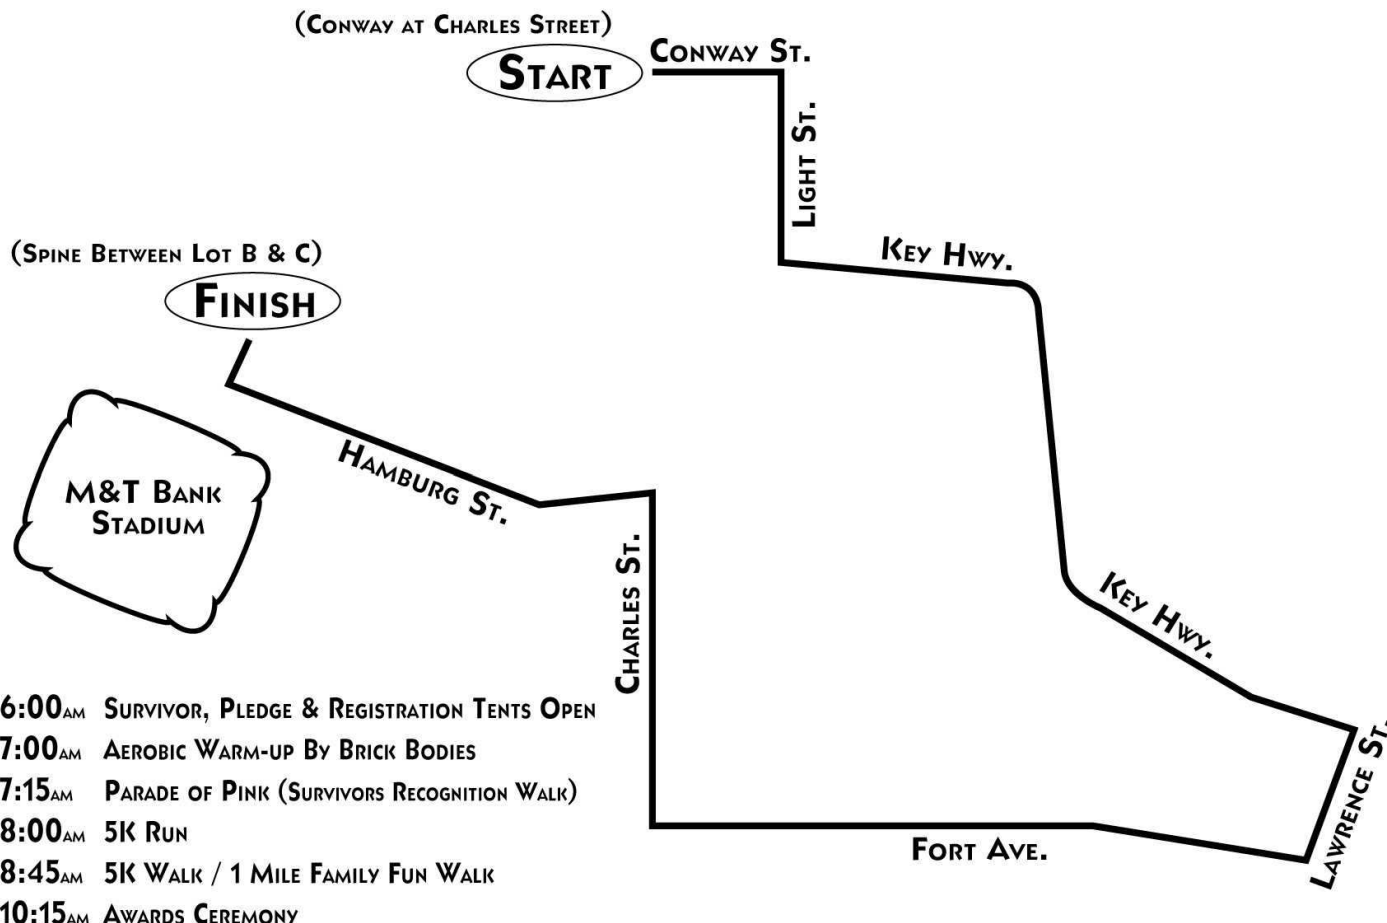 (Conway at Charles Street)
Start
Conway St.
Light St.
Key Hwy.
(Spine Between Lot B & C)
Finish
Hamburg St.
M&T Bank
Stadium
Charles St.
Key Hwy.
Lawrence St.
Fort Ave.
6:00am Survivor, Pledge & Registration Tents Open
7:00am Aerobic Warm-up By Brick Bodies
7:15am Parade of Pink (Survivors Recognition Walk)
8:00am 5K Run
8:45am 5K Walk / 1 Mile Family Fun Walk
10:15am Awards Ceremony